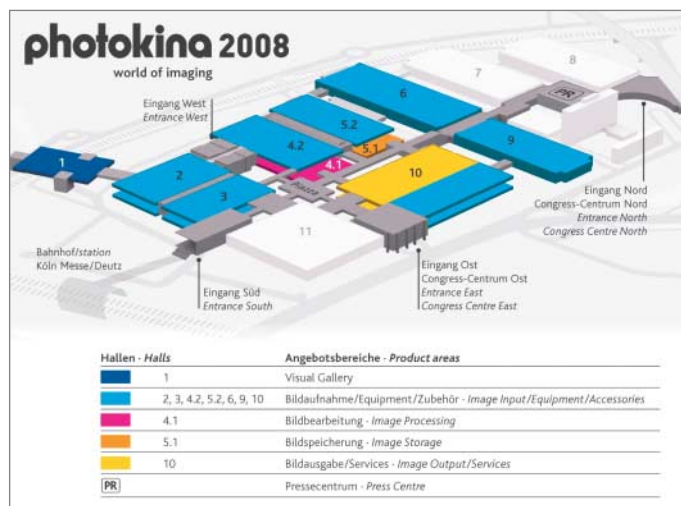 photokina 2008
world of imaging
8
7
PR
6
Eingang West
Entrance West
5.2
4.2
5.1
4.1
9
1
2
10
3
Piazza
11
Eingang Nord
Congress-Centrum Nord
Entrance North
Congress Centre North
Bahnhof/station
Köln Messe/Deutz
Eingang Süd
Entrance South
Eingang Ost
Congress-Centrum Ost
Entrance East
Congress Centre East
Hallen · Halls Angebotsbereiche · Product areas
1 Visual Gallery
2, 3, 4.2, 5.2, 6, 9, 10 Bildaufnahme/Equipment/Zubehör · Image Input/Equipment/Accessories
4.1 Bildbearbeitung · Image Processing
5.1 Bildspeicherung · Image Storage
10 Bildausgabe/Services · Image Output/Services
PR Pressecentrum · Press Centre